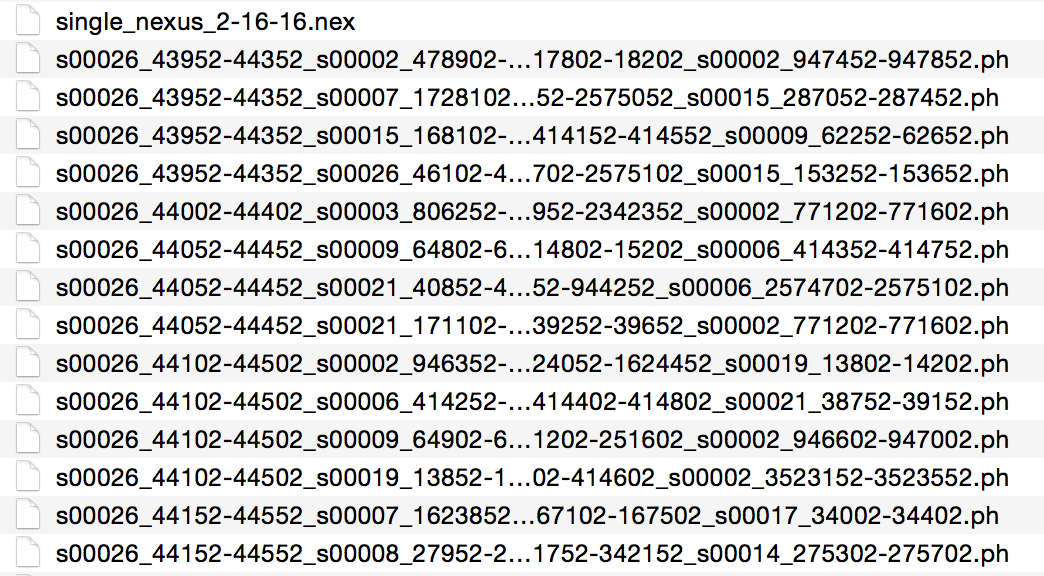 single_nexus_2-16-16.nex
s00026_43952-44352_s00002_478902-...17802-18202_s00002_947452-947852.ph
s00026_43952-44352_s00007_1728102...52-2575052_s00015_287052-287452.ph
s00026_43952-44352_s00015_168102-...414152-414552_s00009_62252-62652.ph
s00026_43952-44352_s00026_46102-4...702-2575102_s00015_153252-153652.ph
s00026_44002-44402_s00003_806252-...952-2342352_s00002_771202-771602.ph
s00026_44052-44452_s00009_64802-6...14802-15202_s00006_414352-414752.ph
s00026_44052-44452_s00021_40852-4...52-944252_s00006_2574702-2575102.ph
s00026_44052-44452_s00021_171102-...39252-39652_s00002_771202-771602.ph
s00026_44102-44502_s00002_946352-...24052-1624452_s00019_13802-14202.ph
s00026_44102-44502_s00006_414252-...414402-414802_s00021_38752-39152.ph
s00026_44102-44502_s00009_64902-6...1202-251602_s00002_946602-947002.ph
s00026_44102-44502_s00019_13852-1...02-414602_s00002_3523152-3523552.ph
s00026_44152-44552_s00007_1623852...67102-167502_s00017_34002-34402.ph
s00026_44152-44552_s00008_27952-2...1752-342152_s00014_275302-275702.ph